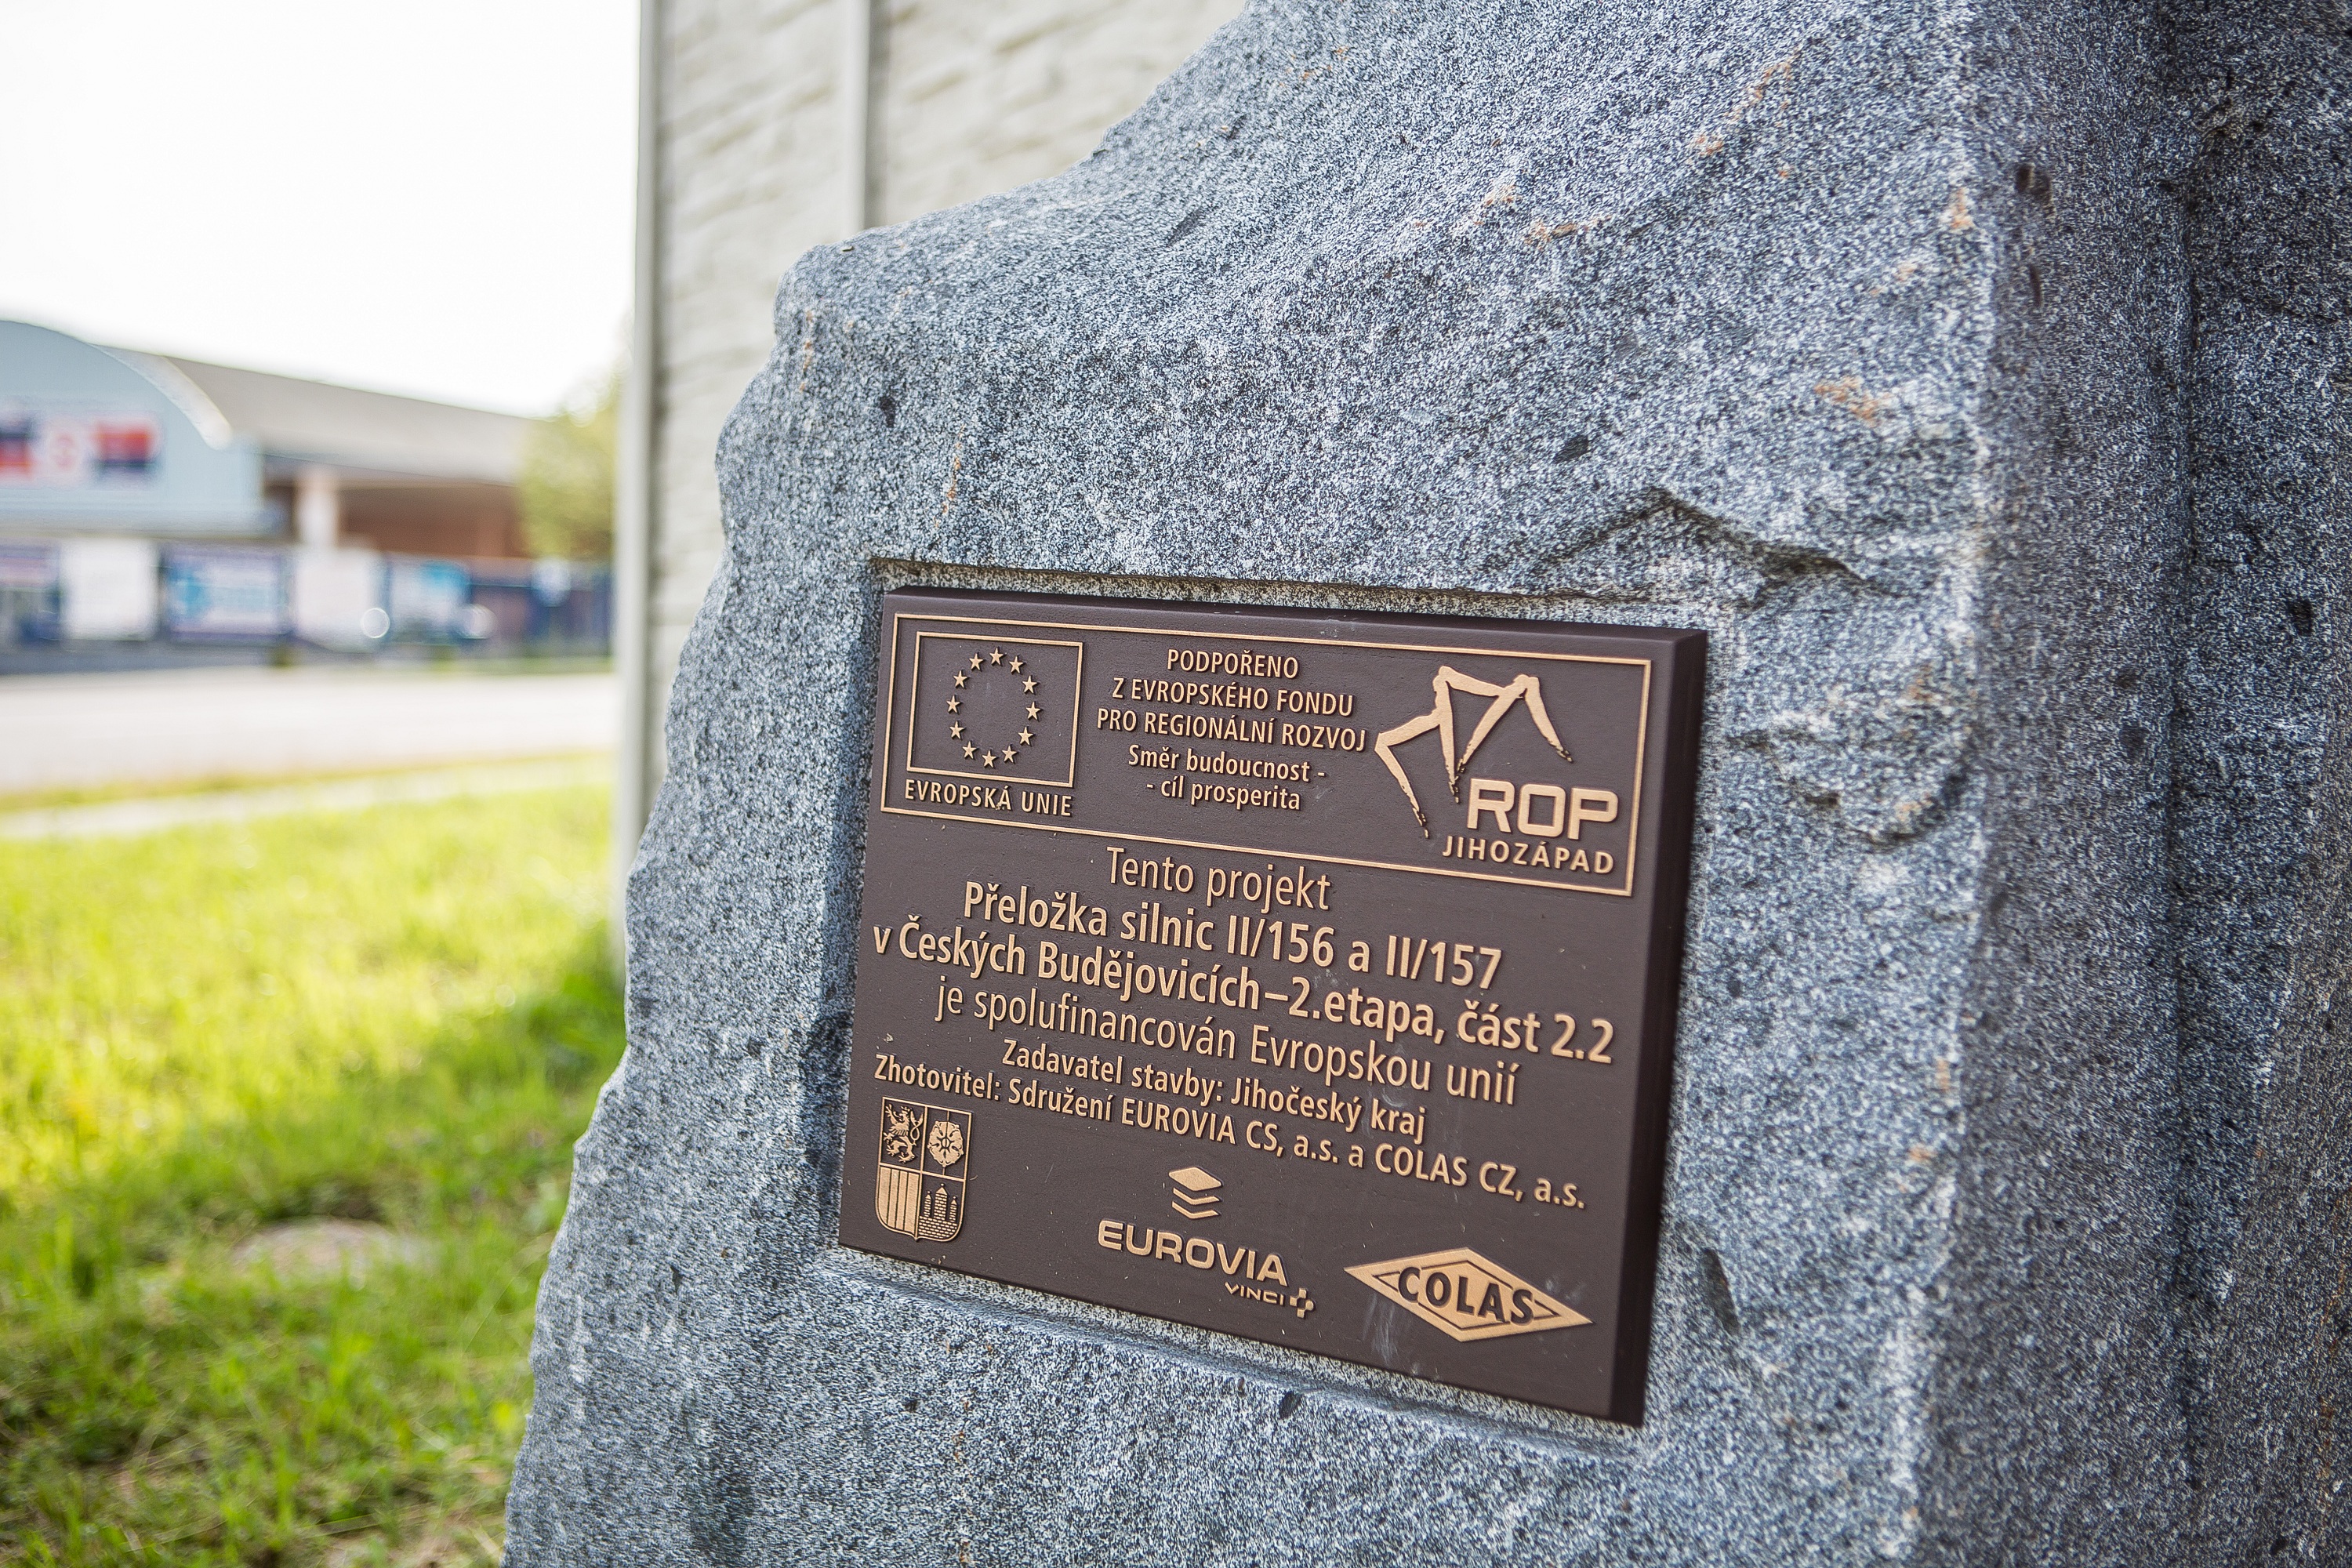 PODPOŘENO
Z EVROPSKÉHO FONDU
PRO REGIONÁLNÍ ROZVOJ
Směr budoucnost -
- cíl prosperita
EVROPSKÁ UNIE
ROP
JIHOZÁPAD
Tento projekt
Přeložka silnic II/156 a II/157
v Českých Budějovicích–2.etapa, část 2.2
je spolufinancován Evropskou unií
Zadavatel stavby: Jihočeský kraj
Zhotovitel: Sdružení EUROVIA CS, a.s. a COLAS CZ, a.s.
EUROVIA
VINCI
COLAS